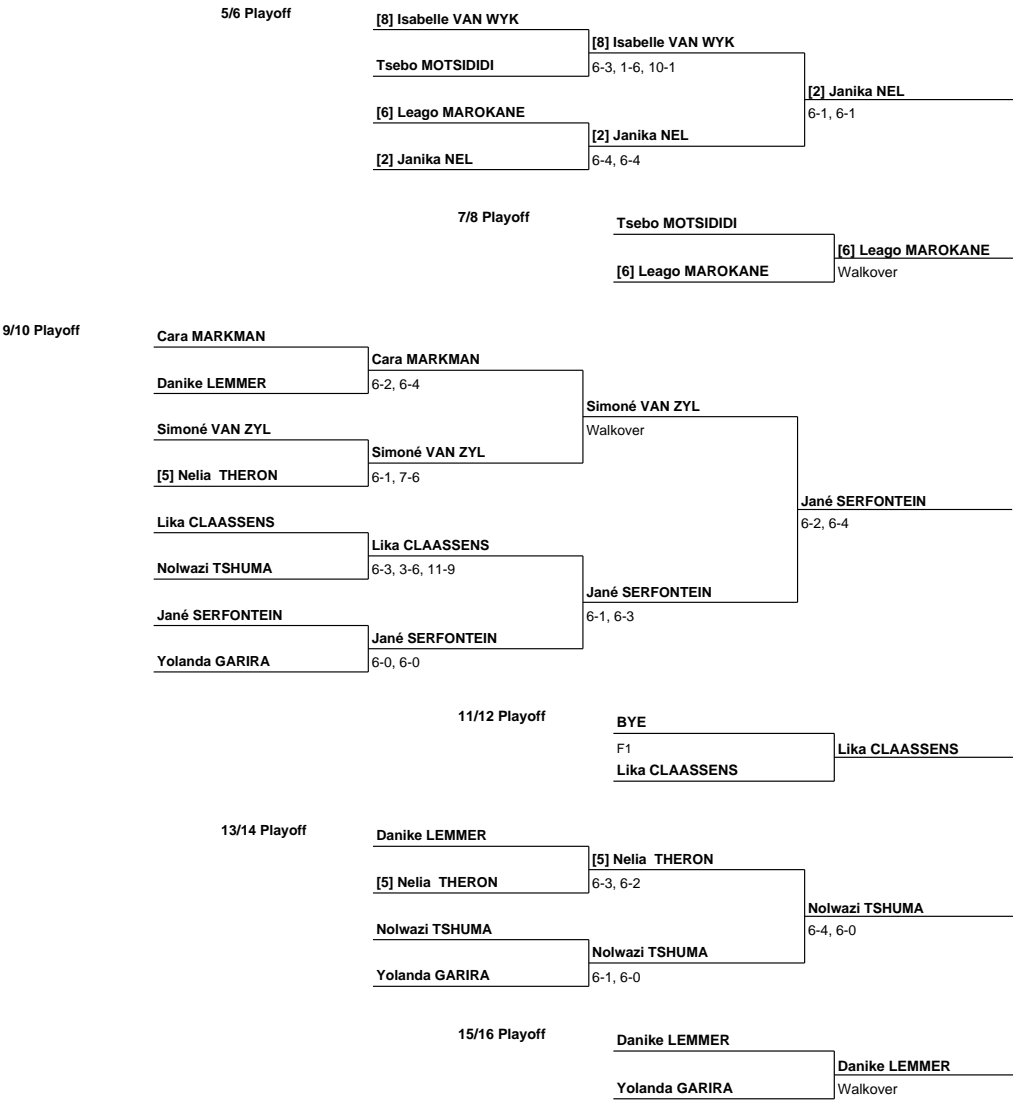 5/6 Playoff
[8] Isabelle VAN WYK
[8] Isabelle VAN WYK
Tsebo MOTSIDIDI
6-3, 1-6, 10-1
[2] Janika NEL
[6] Leago MAROKANE
6-1, 6-1
[2] Janika NEL
[2] Janika NEL
6-4, 6-4
7/8 Playoff
Tsebo MOTSIDIDI
[6] Leago MAROKANE
[6] Leago MAROKANE
Walkover
9/10 Playoff
Cara MARKMAN
Cara MARKMAN
Danike LEMMER
6-2, 6-4
Simoné VAN ZYL
Simoné VAN ZYL
Walkover
Simoné VAN ZYL
[5] Nelia  THERON
6-1, 7-6
Jané SERFONTEIN
Lika CLAASSENS
6-2, 6-4
Lika CLAASSENS
Nolwazi TSHUMA
6-3, 3-6, 11-9
Jané SERFONTEIN
Jané SERFONTEIN
6-1, 6-3
Jané SERFONTEIN
Yolanda GARIRA
6-0, 6-0
11/12 Playoff
BYE
F1
Lika CLAASSENS
Lika CLAASSENS
13/14 Playoff
Danike LEMMER
[5] Nelia  THERON
[5] Nelia  THERON
6-3, 6-2
Nolwazi TSHUMA
Nolwazi TSHUMA
6-4, 6-0
Nolwazi TSHUMA
Yolanda GARIRA
6-1, 6-0
15/16 Playoff
Danike LEMMER
Danike LEMMER
Yolanda GARIRA
Walkover